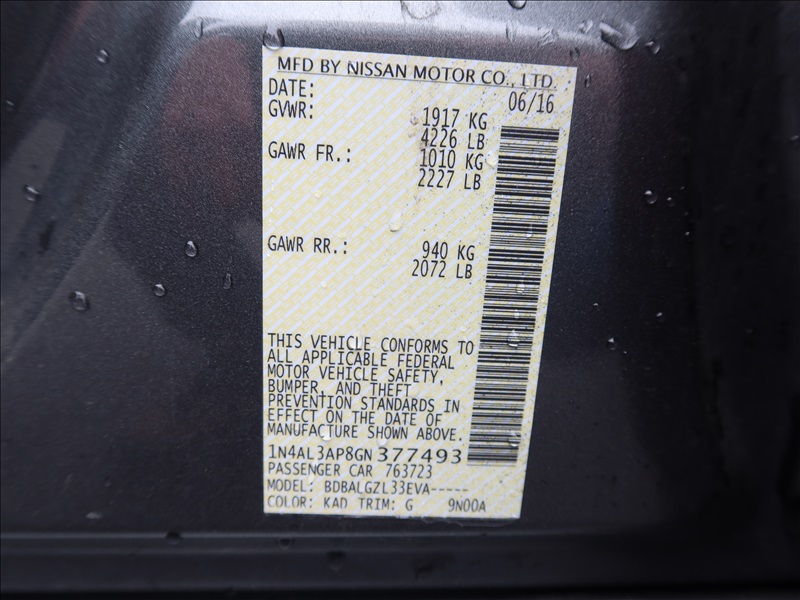 MFD BY NISSAN MOTOR CO., LTD.
DATE: 06/16
GVWR: 1917 KG
4226 LB
GAWR FR.: 1010 KG
2227 LB
GAWR RR.: 940 KG
2072 LB
THIS VEHICLE CONFORMS TO
ALL APPLICABLE FEDERAL
MOTOR VEHICLE SAFETY,
BUMPER, AND THEFT
PREVENTION STANDARDS IN
EFFECT ON THE DATE OF
MANUFACTURE SHOWN ABOVE.
1N4AL3AP8GN377493
PASSENGER CAR 763723
MODEL: BDBALGZL33EVA-----
COLOR: KAD TRIM: G 9N00A